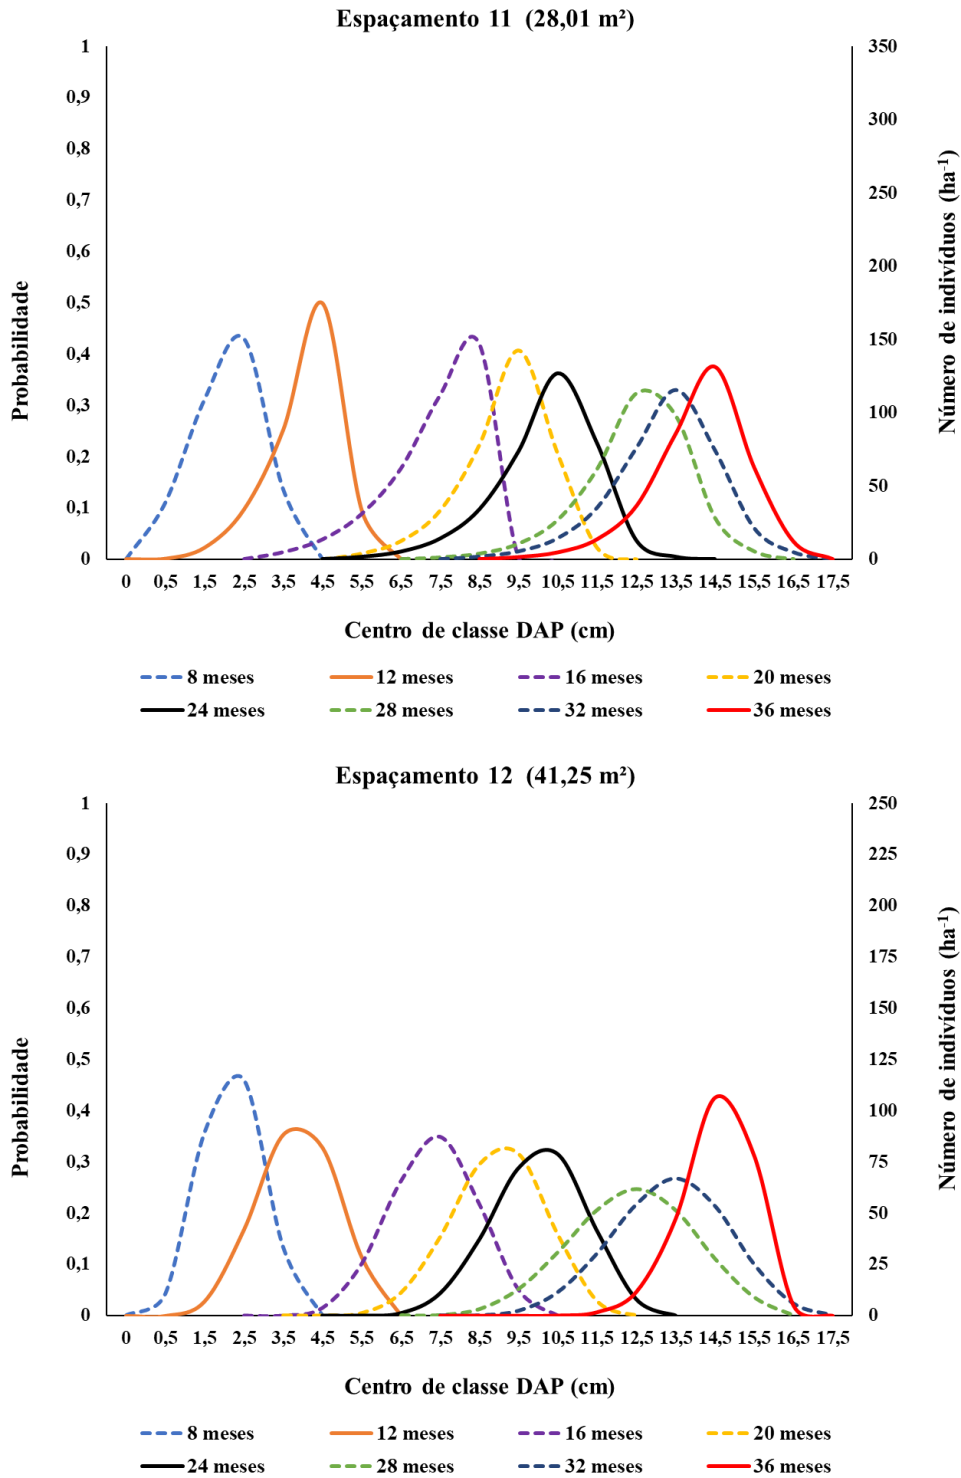 Espaçamento 11 (28,01 m²)
1
0,9
0,8
0,7
0,6
0,5
0,4
0,3
0,2
0,1
0
Probabilidade
350
300
250
200
150
100
50
0
Número de indivíduos (ha⁻¹)
0 0,5 1,5 2,5 3,5 4,5 5,5 6,5 7,5 8,5 9,5 10,5 11,5 12,5 13,5 14,5 15,5 16,5 17,5
Centro de classe DAP (cm)
8 meses 12 meses 16 meses 20 meses
24 meses 28 meses 32 meses 36 meses
Espaçamento 12 (41,25 m²)
1
0,9
0,8
0,7
0,6
0,5
0,4
0,3
0,2
0,1
0
Probabilidade
250
225
200
175
150
125
100
75
50
25
0
Número de indivíduos (ha⁻¹)
0 0,5 1,5 2,5 3,5 4,5 5,5 6,5 7,5 8,5 9,5 10,5 11,5 12,5 13,5 14,5 15,5 16,5 17,5
Centro de classe DAP (cm)
8 meses 12 meses 16 meses 20 meses
24 meses 28 meses 32 meses 36 meses